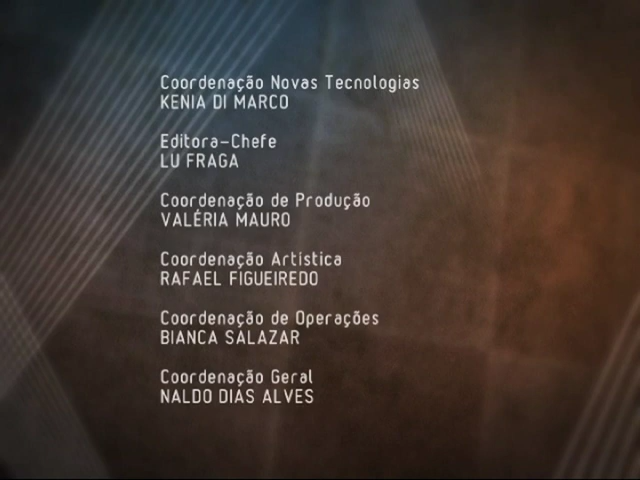 Coordenação Novas Tecnologias
KENIA DI MARCO
Editora-Chefe
LU FRAGA
Coordenação de Produção
VALÉRIA MAURO
Coordenação Artistica
RAFAEL FIGUEIREDO
Coordenação de Operações
BIANCA SALAZAR
Coordenação Geral
NALDO DIAS ALVES